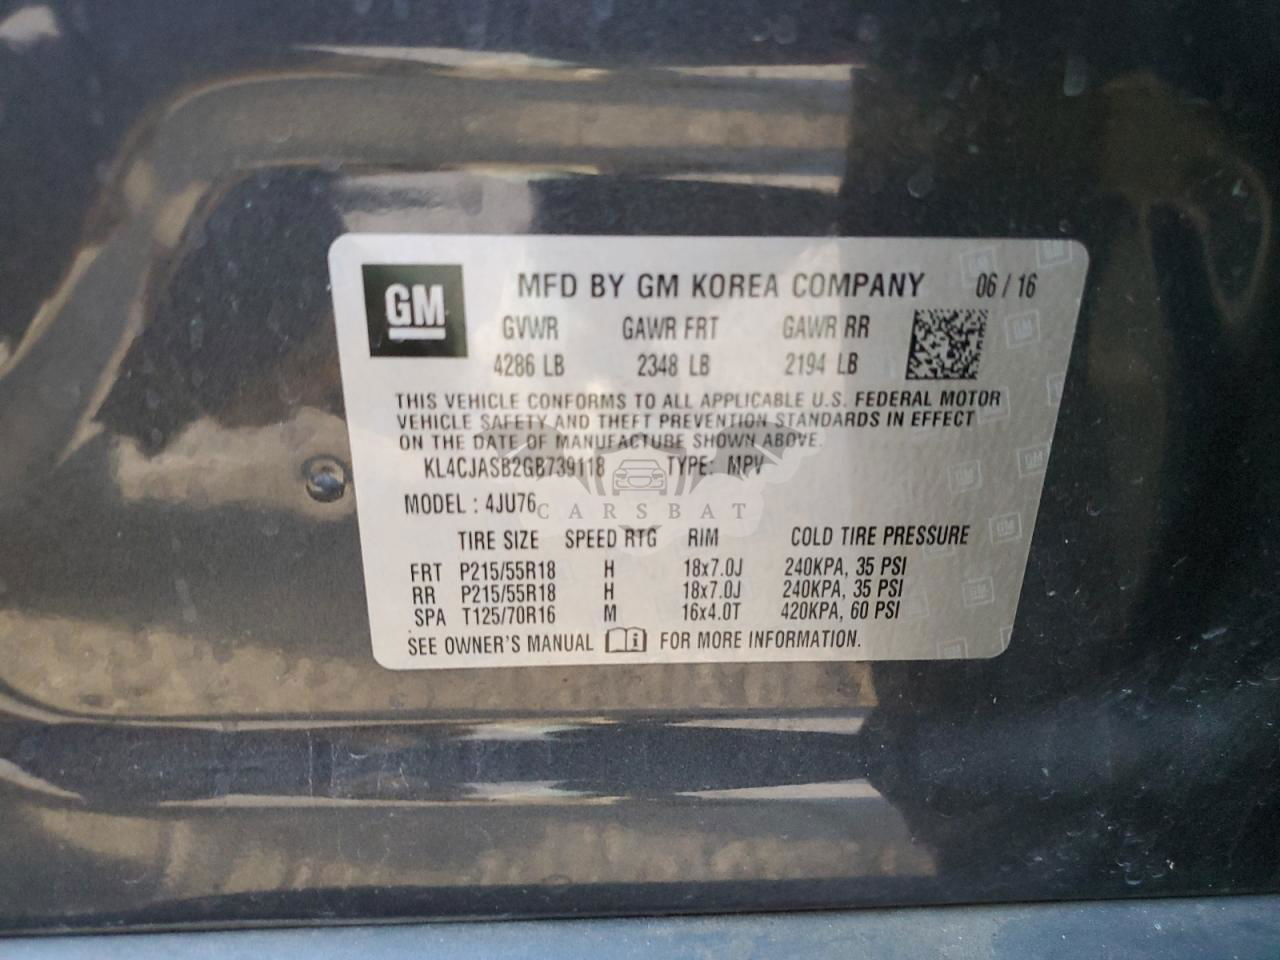 GM
MFD BY GM KOREA COMPANY 06 / 16
GVWR GAWR FRT GAWR RR
4286 LB 2348 LB 2194 LB
THIS VEHICLE CONFORMS TO ALL APPLICABLE U.S. FEDERAL MOTOR
VEHICLE SAFETY AND THEFT PREVENTION STANDARDS IN EFFECT
ON THE DATE OF MANUFACTURE SHOWN ABOVE.
KL4CJASB2GB739118 TYPE: MPV
MODEL : 4JU76
CARSBAT
TIRE SIZE SPEED RTG RIM COLD TIRE PRESSURE
FRT P215/55R18 H 18x7.0J 240KPA, 35 PSI
RR P215/55R18 H 18x7.0J 240KPA, 35 PSI
SPA T125/70R16 M 16x4.0T 420KPA, 60 PSI
SEE OWNER'S MANUAL i FOR MORE INFORMATION.